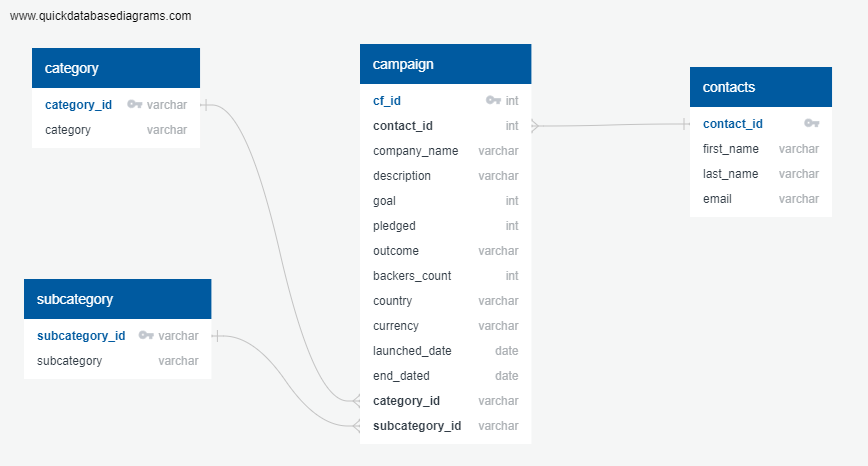 www.quickdatabasediagrams.com
category
category_id varchar
category varchar
subcategory
subcategory_id varchar
subcategory varchar
campaign
cf_id int
contact_id int
company_name varchar
description varchar
goal int
pledged int
outcome varchar
backers_count int
country varchar
currency varchar
launched_date date
end_dated date
category_id varchar
subcategory_id varchar
contacts
contact_id
first_name varchar
last_name varchar
email varchar